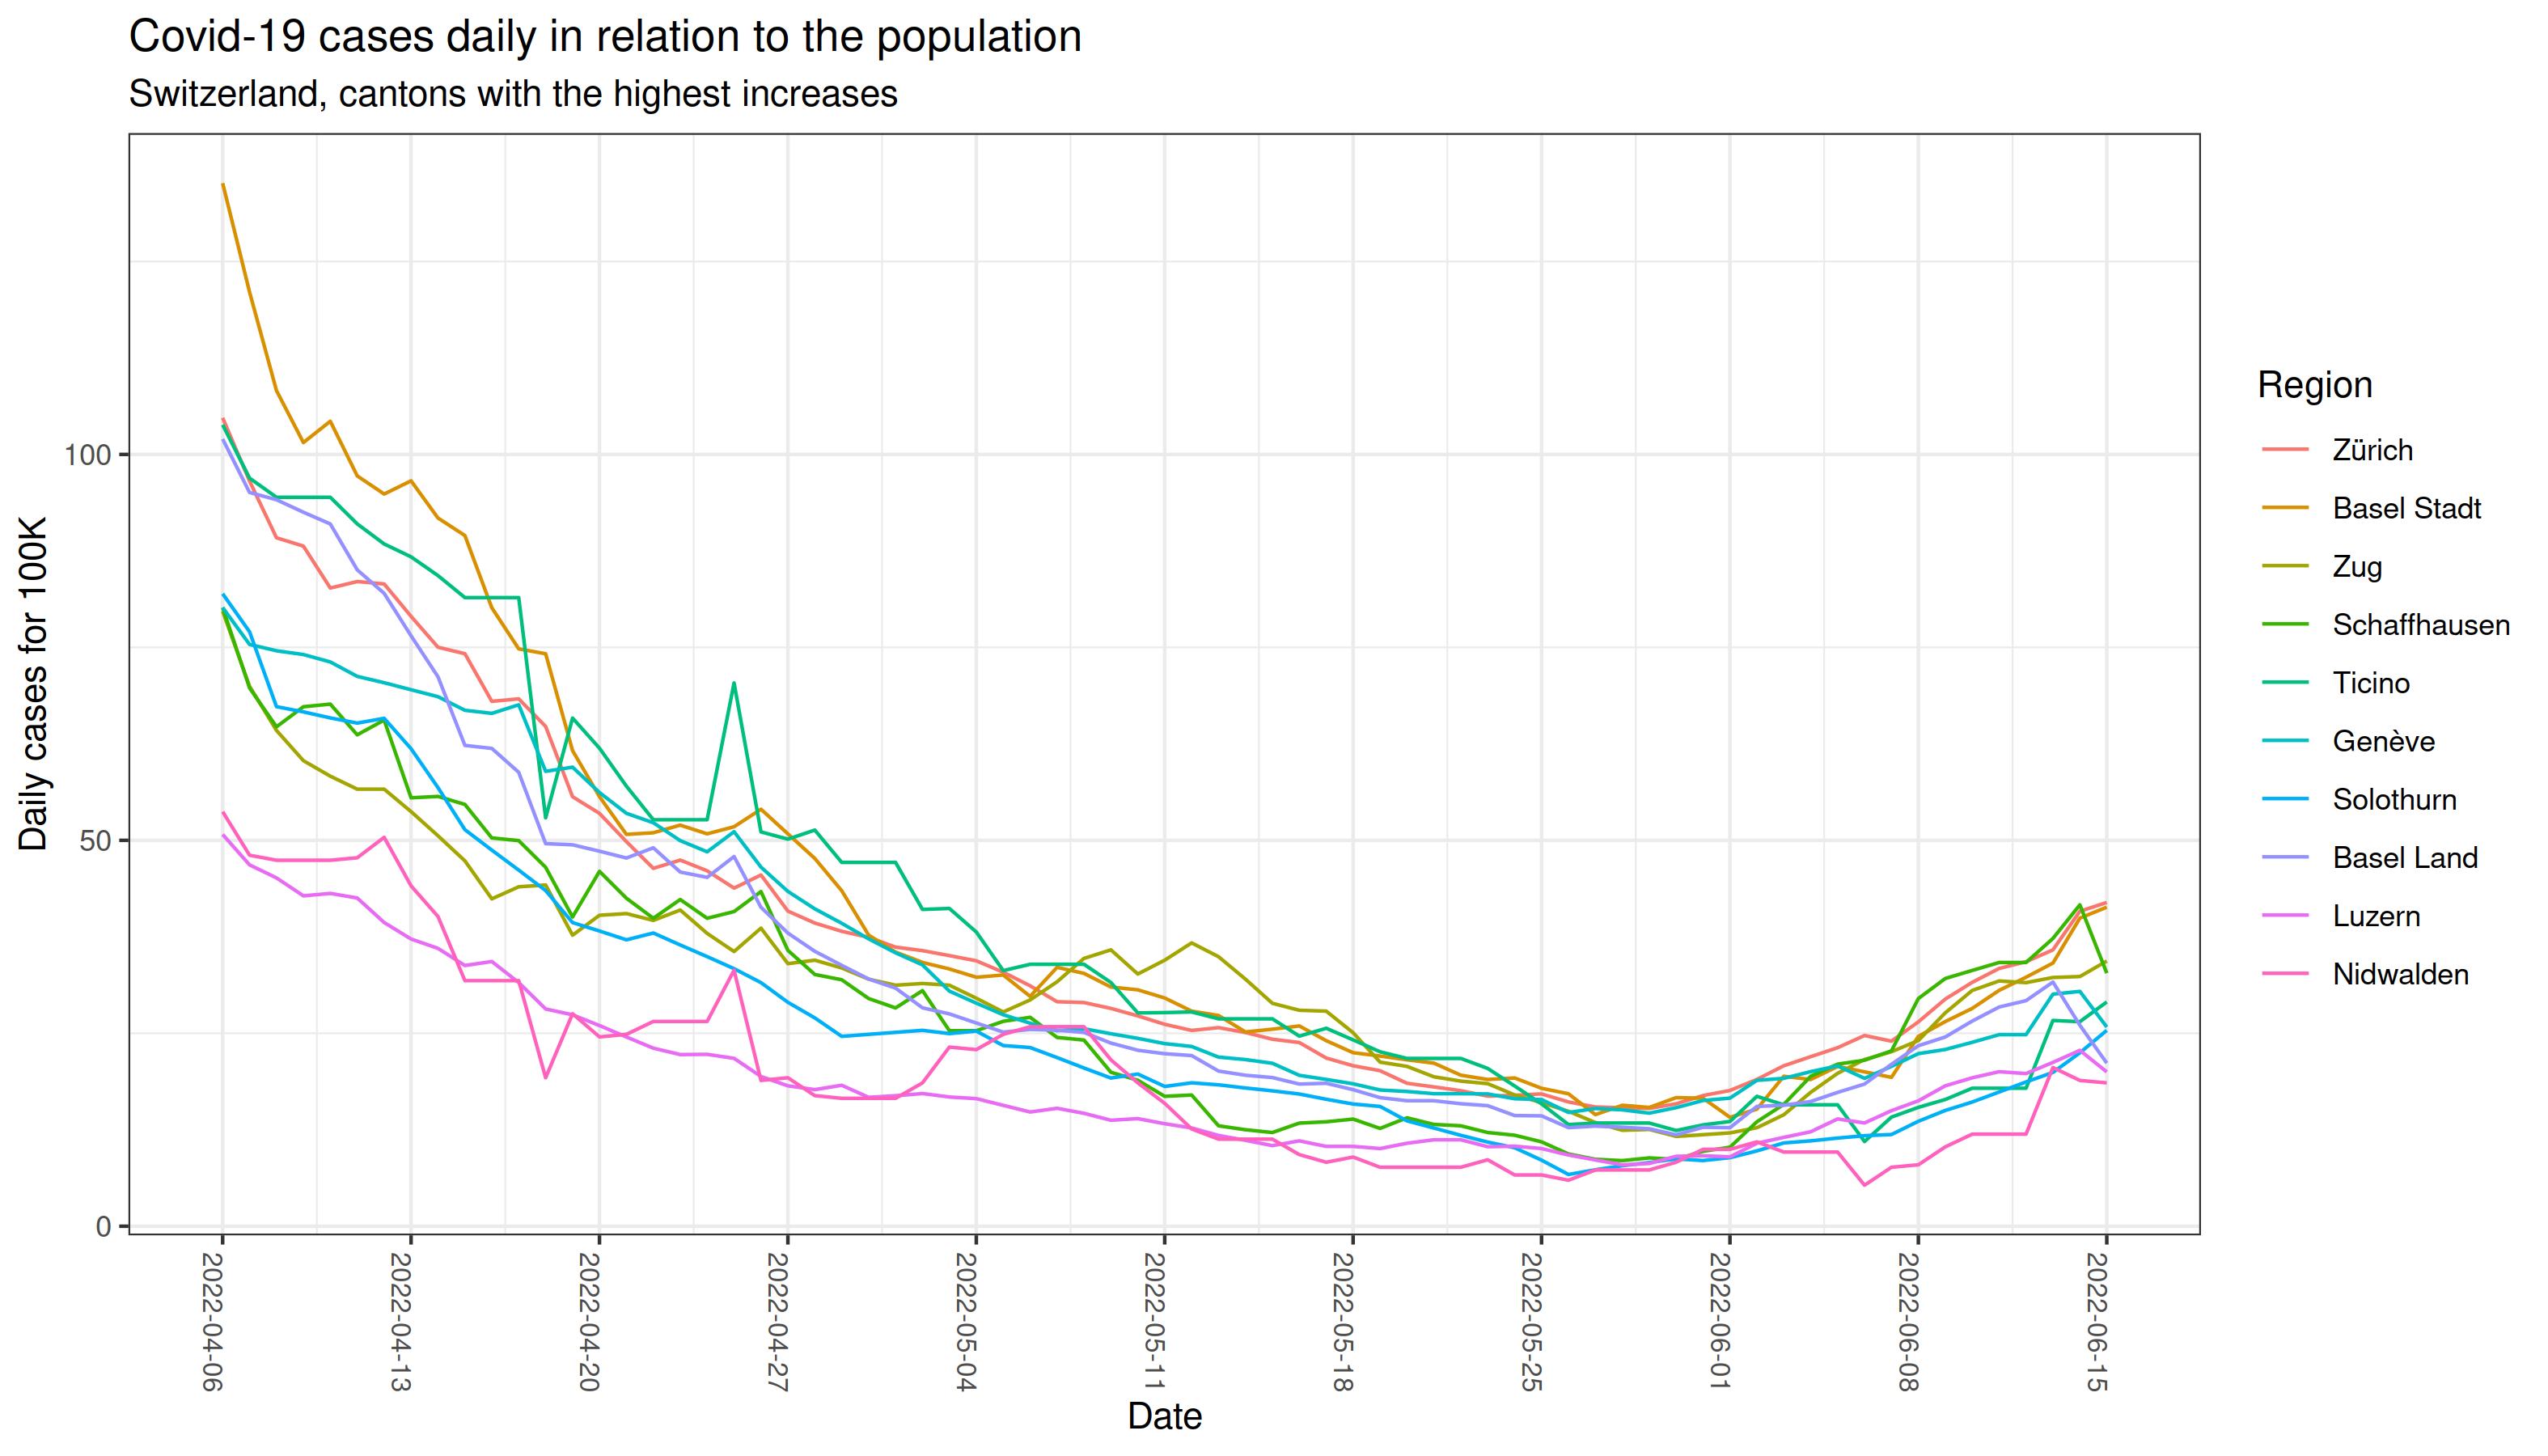 Covid-19 cases daily in relation to the population
Switzerland, cantons with the highest increases
Daily cases for 100K
100
50
0
2022-04-06
2022-04-13
2022-04-20
2022-04-27
2022-05-04
2022-05-11
2022-05-18
2022-05-25
2022-06-01
2022-06-08
2022-06-15
Date
Region
Zürich
Basel Stadt
Zug
Schaffhausen
Ticino
Genève
Solothurn
Basel Land
Luzern
Nidwalden